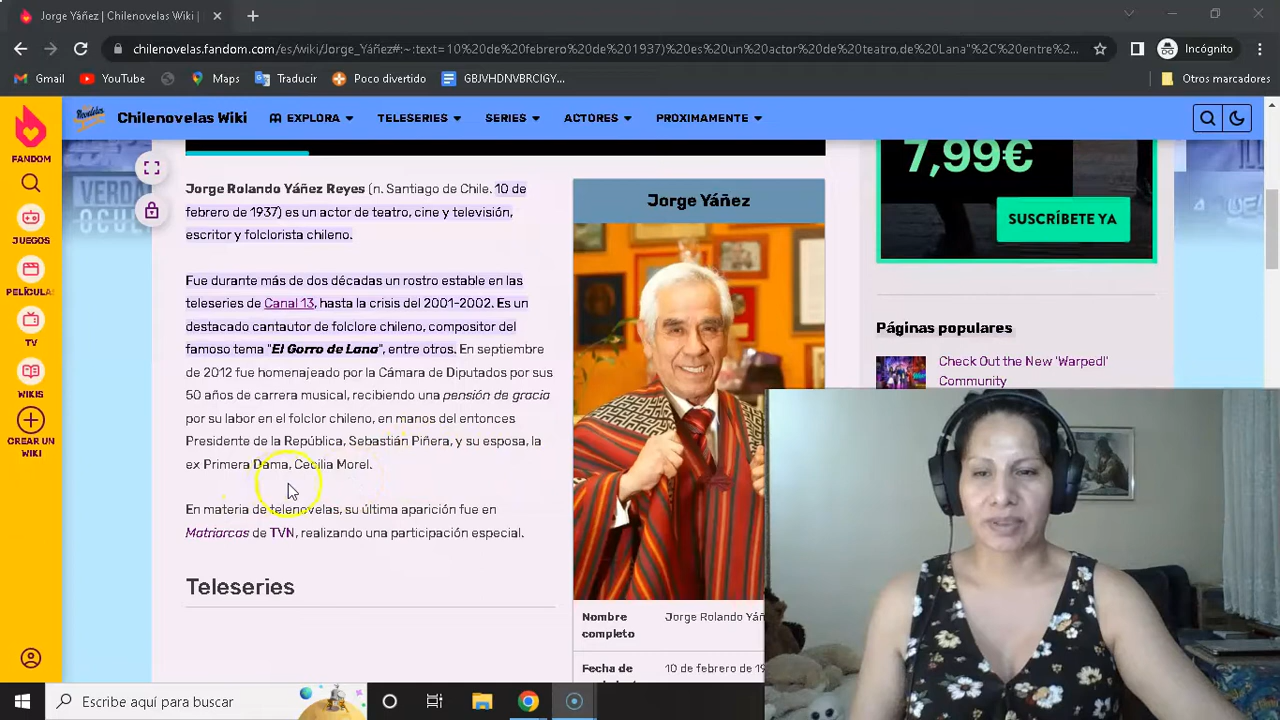 Jorge Yáñez | Chilenovelas Wiki |
chilenovelas.fandom.com/es/wiki/Jorge_Yáñez#:~:text=10%20de%20febrero%20de%201937)%20es%20un%20actor%20de%20teatro,de%20Lana"%2C%20entre%...
Incógnito
Gmail YouTube Maps Traducir Poco divertido GBJVHDNVBRCIGY... Otros marcadores
Chilenovelas Wiki EXPLORA TELESERIES SERIES ACTORES PROXIMAMENTE
FANDOM
JUEGOS
PELÍCULAS
TV
WIKIS
CREAR UN
WIKI
VERDA
OCUL
Jorge Rolando Yáñez Reyes (n. Santiago de Chile. 10 de
febrero de 1937) es un actor de teatro, cine y televisión,
escritor y folclorista chileno.
Fue durante más de dos décadas un rostro estable en las
teleseries de Canal 13, hasta la crisis del 2001-2002. Es un
destacado cantautor de folclore chileno, compositor del
famoso tema "El Gorro de Lana", entre otros. En septiembre
de 2012 fue homenajeado por la Cámara de Diputados por sus
50 años de carrera musical, recibiendo una pensión de gracia
por su labor en el folclor chileno, en manos del entonces
Presidente de la República, Sebastián Piñera, y su esposa, la
ex Primera Dama, Cecilia Morel.
En materia de telenovelas, su última aparición fue en
Matriarcas de TVN, realizando una participación especial.
Teleseries
Jorge Yáñez
Nombre
completo
Jorge Rolando Yáñ
Fecha de
10 de febrero de 19
7,99€
SUSCRÍBETE YA
Páginas populares
Check Out the New 'Warped!'
Community
Escribe aquí para buscar